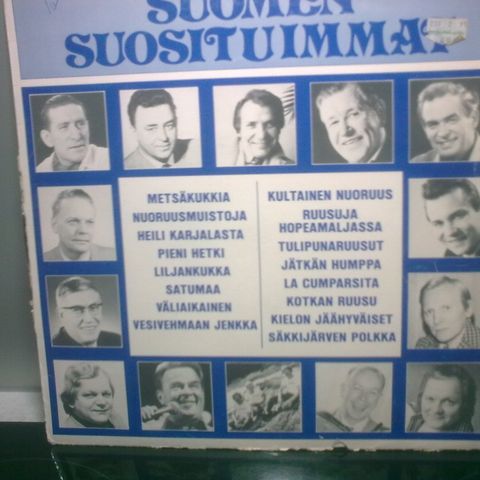 SUOMEN
SUOSITUIMMAT
METSÄKUKKIA
NUORUUSMUISTOJA
HEILI KARJALASTA
PIENI HETKI
LILJANKUKKA
SATUMAA
VÄLIAIKAINEN
VESIVEHMAAN JENKKA
KULTAINEN NUORUUS
RUUSUJA
HOPEAMALJASSA
TULIPUNARUUSUT
JÄTKÄN HUMPPA
LA CUMPARSITA
KOTKAN RUUSU
KIELON JÄÄHYVÄISET
SÄKKIJÄRVEN POLKKA